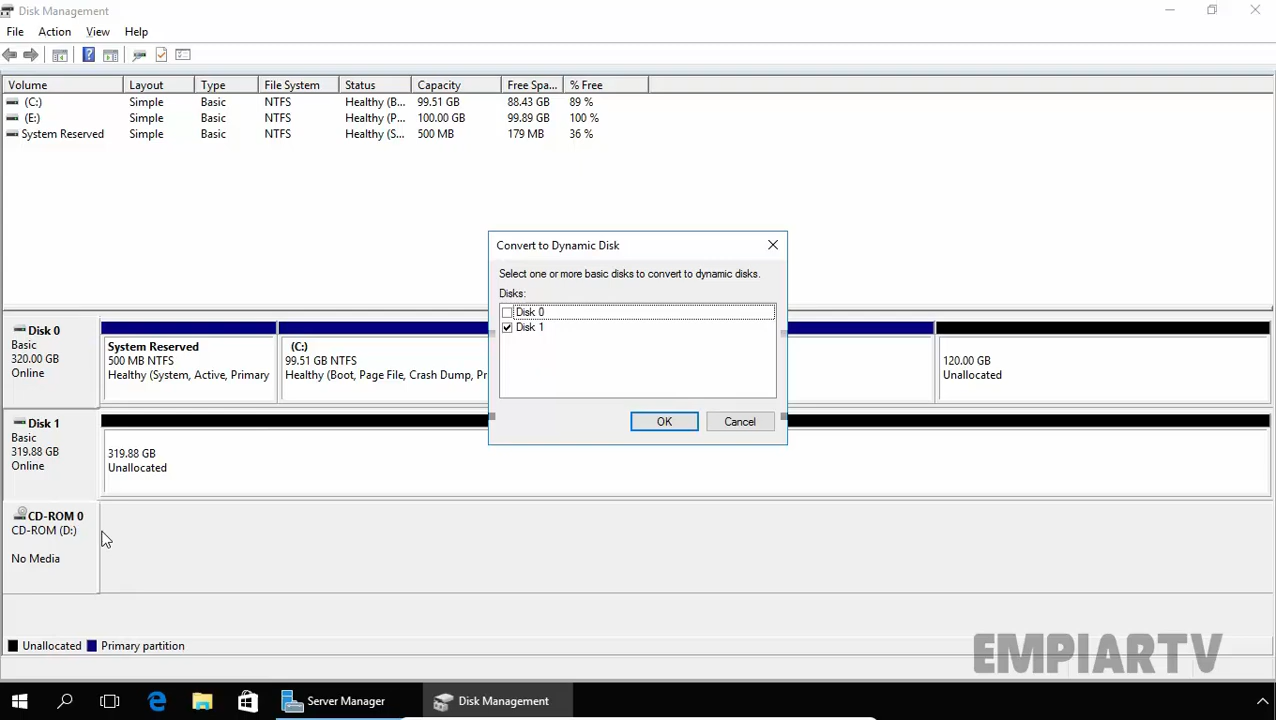 Disk Management
File Action View Help
Volume Layout Type File System Status Capacity Free Spa... % Free
(C:) Simple Basic NTFS Healthy (B... 99.51 GB 88.43 GB 89 %
(E:) Simple Basic NTFS Healthy (P... 100.00 GB 99.89 GB 100 %
System Reserved Simple Basic NTFS Healthy (S... 500 MB 179 MB 36 %
Convert to Dynamic Disk
Select one or more basic disks to convert to dynamic disks.
Disks:
Disk 0
Disk 1
OK Cancel
Disk 0
Basic
320.00 GB
Online
System Reserved
500 MB NTFS
Healthy (System, Active, Primary
(C:)
99.51 GB NTFS
Healthy (Boot, Page File, Crash Dump, Pr
120.00 GB
Unallocated
Disk 1
Basic
319.88 GB
Online
319.88 GB
Unallocated
CD-ROM 0
CD-ROM (D:)
No Media
Unallocated Primary partition
EMPIARTV
Server Manager Disk Management